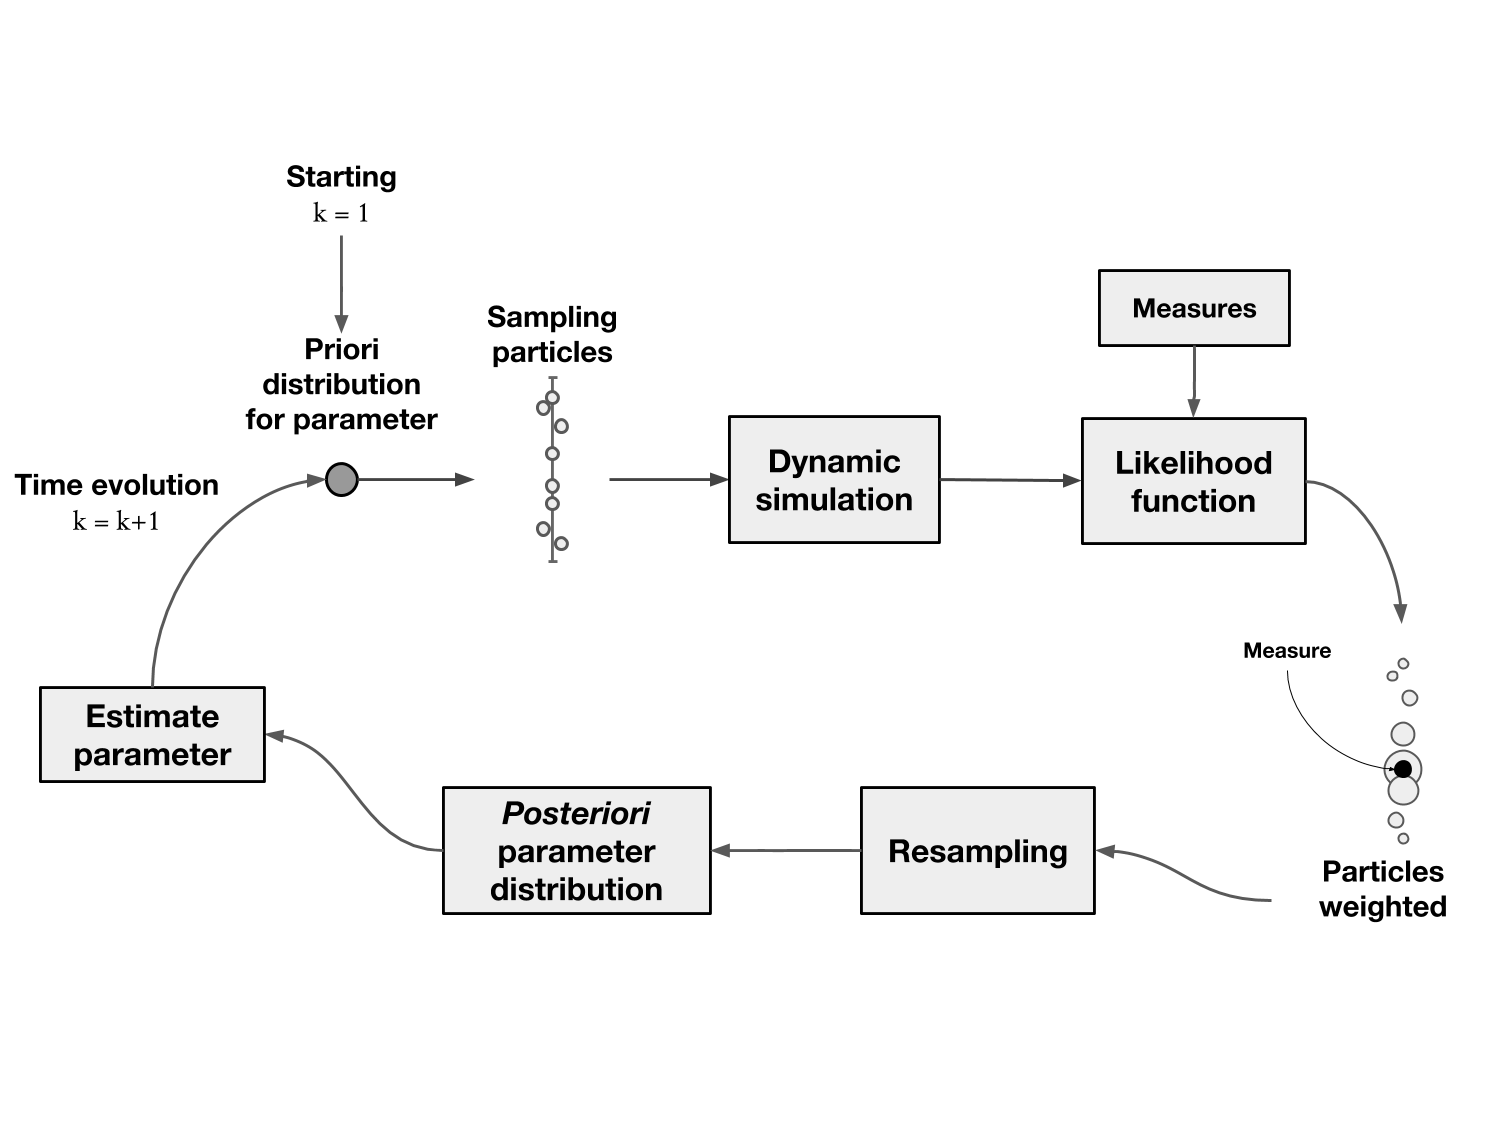 Starting
k = 1
Priori
distribution
for parameter
Sampling
particles
Time evolution
k = k+1
Dynamic
simulation
Measures
Likelihood
function
Measure
Particles
weighted
Resampling
Posteriori
parameter
distribution
Estimate
parameter